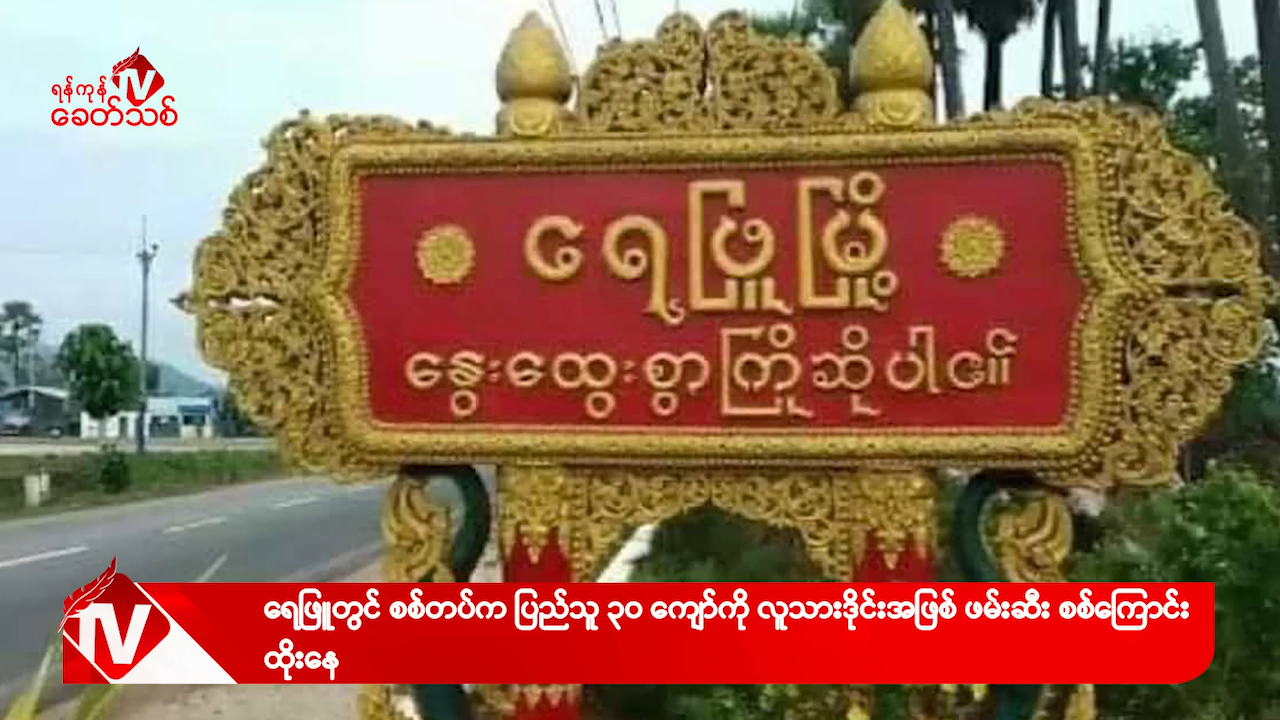 ရန်ကုန်
TV
ခေတ်သစ်
ရေဖြူမြို့
နွေးထွေးစွာကြိုဆိုပါ၏
TV
ရေဖြူတွင် စစ်တပ်က ပြည်သူ ၃၀ ကျော်ကို လူသားဒိုင်းအဖြစ် ဖမ်းဆီး စစ်ကြောင်း
ထိုးနေ